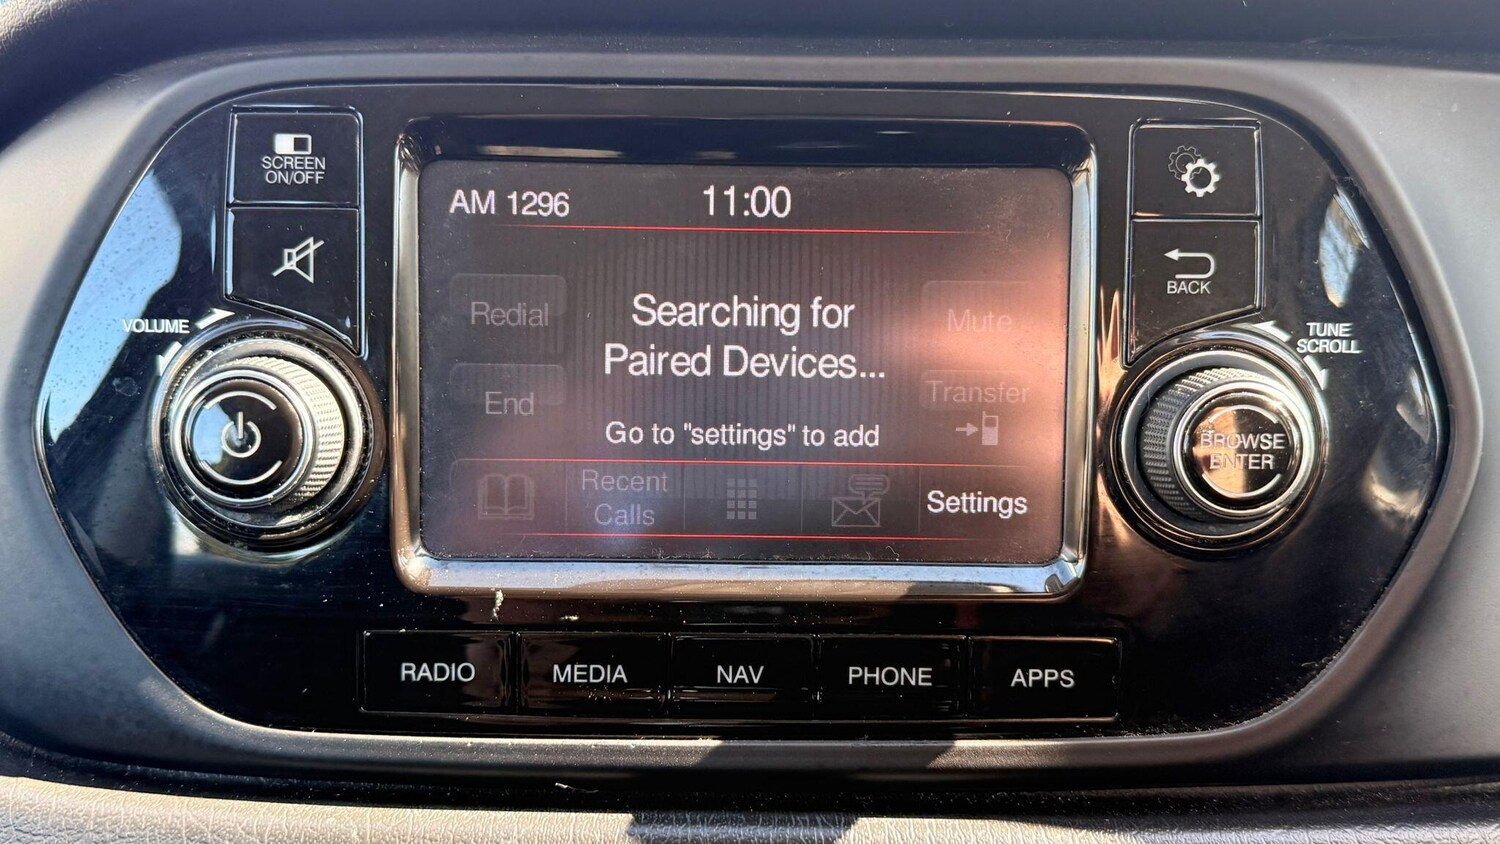 SCREEN
ON/OFF
VOLUME
AM 1296 11:00
Redial
End
Searching for
Paired Devices...
Go to "settings" to add
Mute
Transfer
Recent
Calls
Settings
BACK
TUNE
SCROLL
BROWSE
ENTER
RADIO MEDIA NAV PHONE APPS